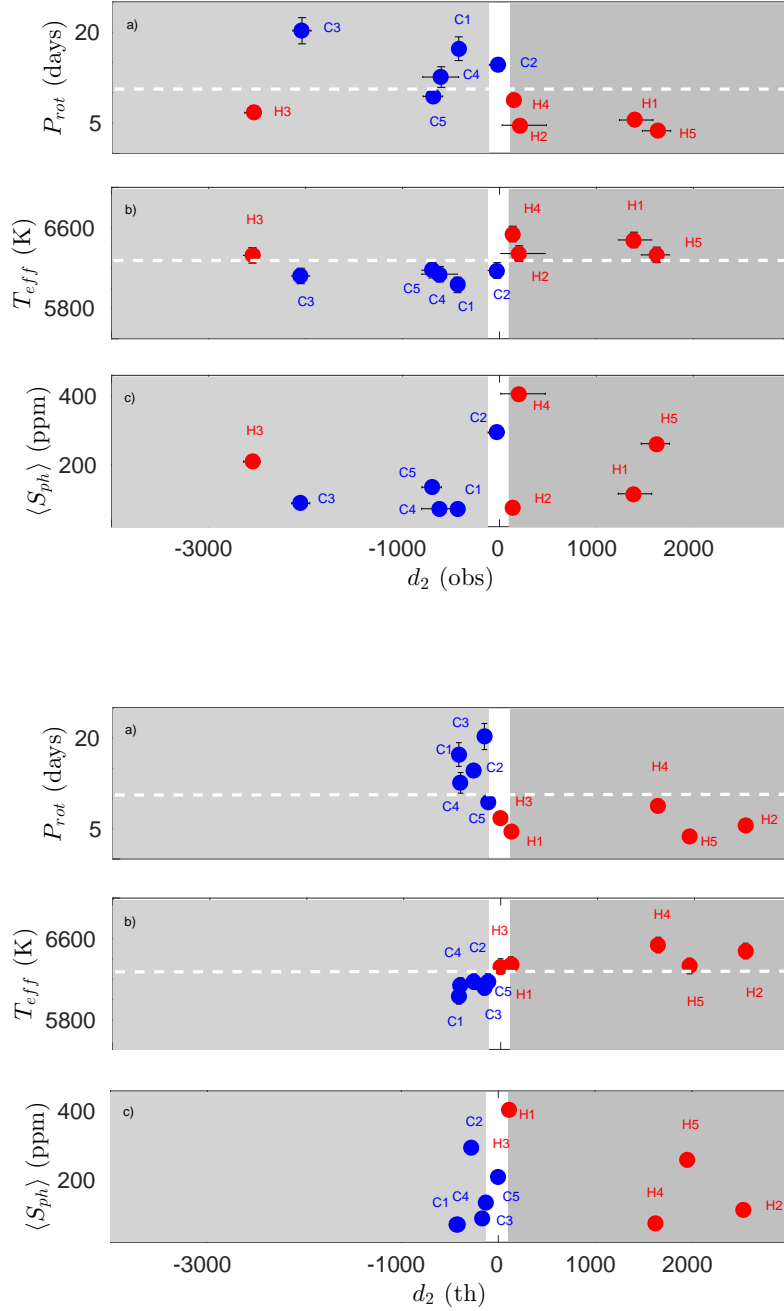 a)
20
5
P_rot (days)
C3
C1
C4
C2
C5
H3
H4
H2
H1
H5
b)
6600
5800
T_eff (K)
H3
C3
C5
C4
C1
C2
H4
H2
H1
H5
c)
400
200
⟨S_ph⟩ (ppm)
H3
C3
C5
C4
C1
C2
H4
H2
H1
H5
-3000
-1000
0
1000
2000
d_2 (obs)
a)
20
5
P_rot (days)
C3
C1
C2
C4
C5
H3
H1
H4
H5
H2
b)
6600
5800
T_eff (K)
C4
C2
H3
C1
C3
C5
H1
H4
H5
H2
c)
400
200
⟨S_ph⟩ (ppm)
C2
H3
H1
C1
C4
C5
C3
H5
H4
H2
-3000
-1000
0
1000
2000
d_2 (th)